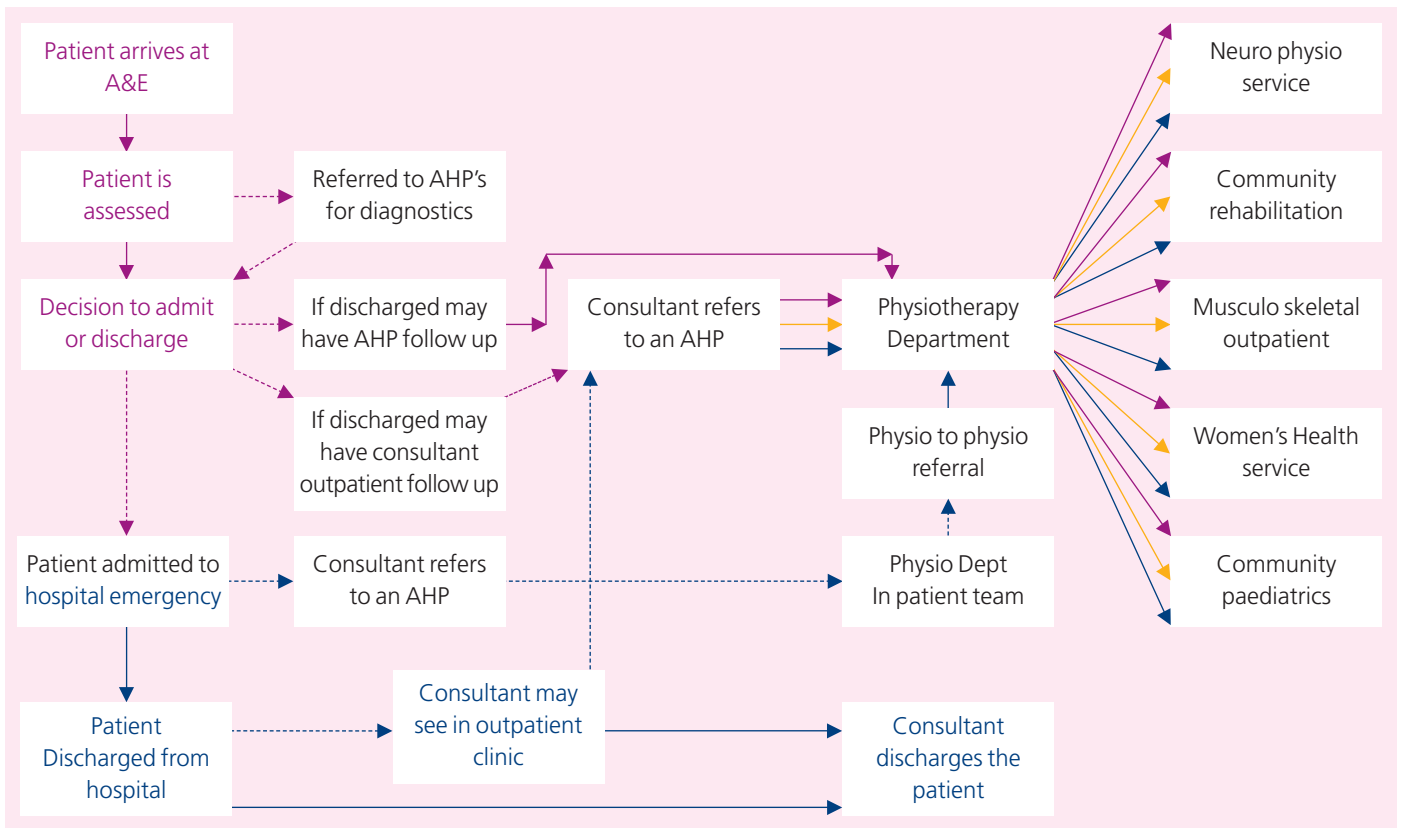 Patient arrives at
A&E
Neuro physio
service
Patient is
assessed
Referred to AHP's
for diagnostics
Community
rehabilitation
Decision to admit
or discharge
If discharged may
have AHP follow up
Consultant refers
to an AHP
Physiotherapy
Department
Musculo skeletal
outpatient
If discharged may
have consultant
outpatient follow up
Physio to physio
referral
Women's Health
service
Patient admitted to
hospital emergency
Consultant refers
to an AHP
Physio Dept
In patient team
Community
paediatrics
Patient
Discharged from
hospital
Consultant may
see in outpatient
clinic
Consultant
discharges the
patient